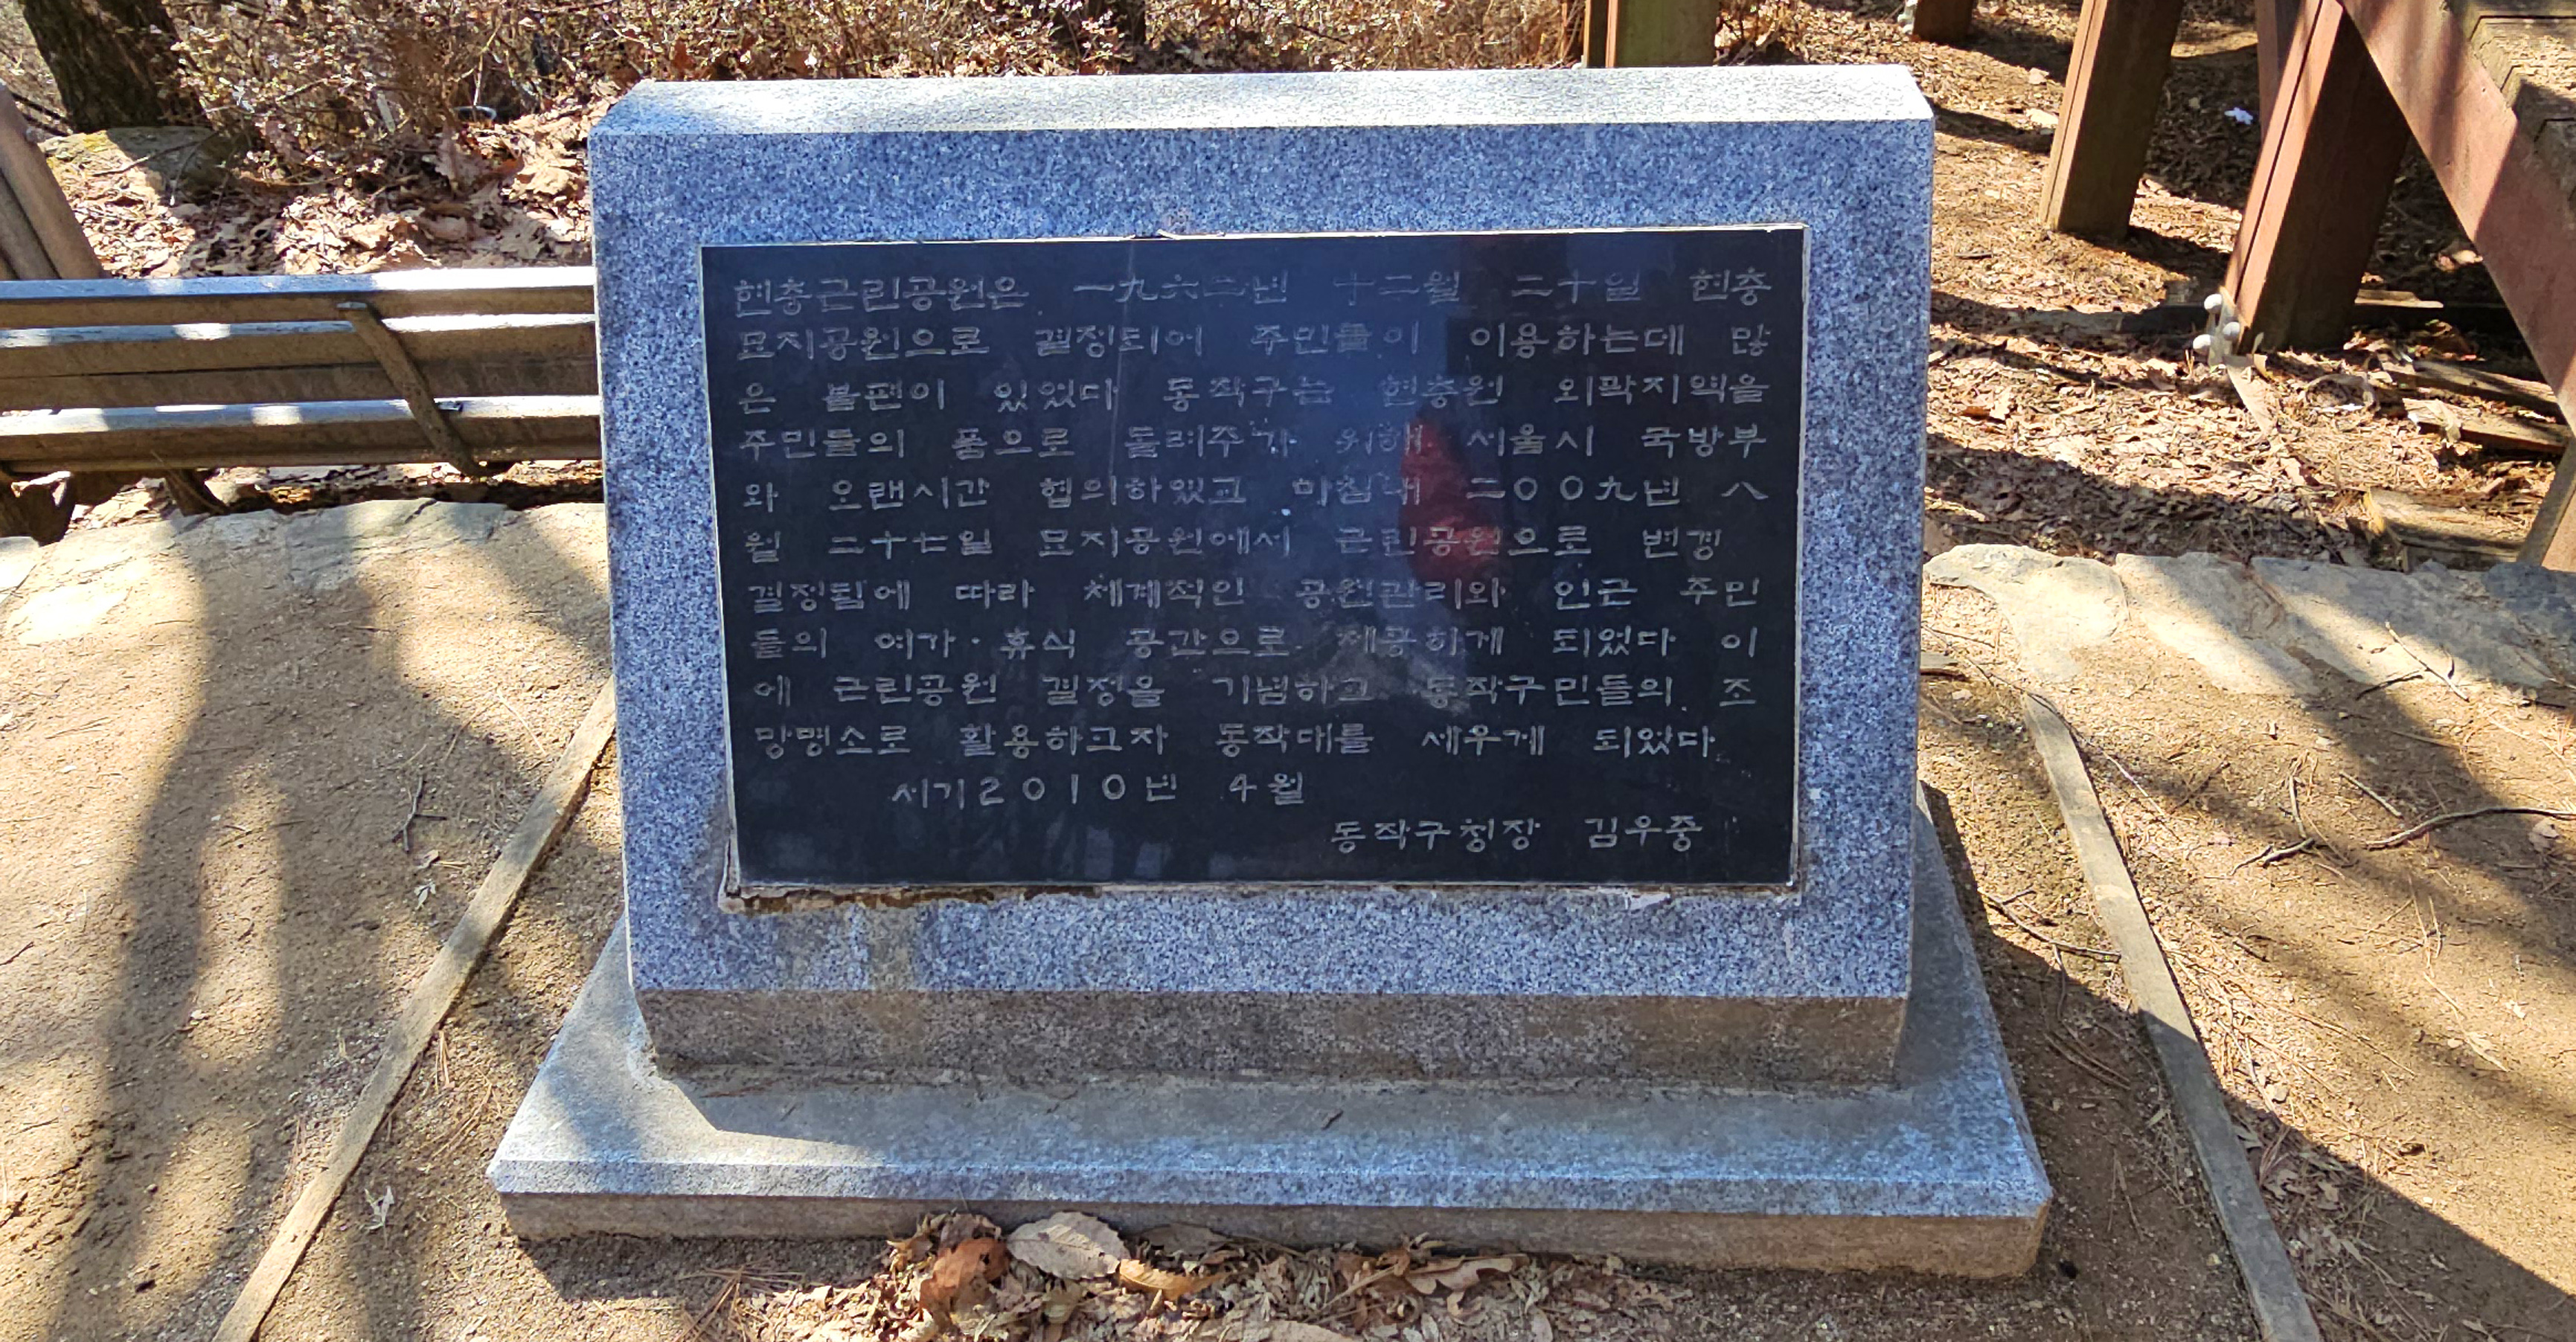 현충근린공원은 一九六二년 十二월 二十일 현충
묘지공원으로 결정되어 주민들이 이용하는데 많
은 불팬이 있었다 동작구는 현충원 외곽지역을
주민들의 품으로 돌려주기 위해 서울시 국방부
와 오랜시간 협의하였고 마침내 二〇〇九년 八
월 二十七일 묘지공원에서 근린공원으로 변경
결정됨에 따라 체계적인 공원관리와 인근 주민
들의 여가·휴식 공간으로 제공하게 되었다 이
에 근린공원 결정을 기념하고 동작구민들의 조
망명소로 활용하고자 동작대를 세우게 되었다
서기2010년 4월
동작구청장 김우중